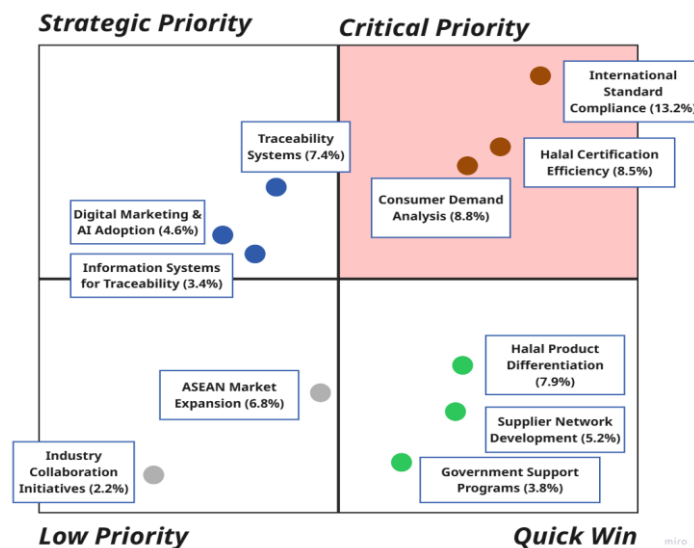 Strategic Priority
Critical Priority
International
Standard
Compliance (13.2%)
Traceability
Systems (7.4%)
Halal Certification
Efficiency (8.5%)
Consumer Demand
Analysis (8.8%)
Digital Marketing &
AI Adoption (4.6%)
Information Systems
for Traceability (3.4%)
Halal Product
Differentiation
(7.9%)
ASEAN Market
Expansion (6.8%)
Supplier Network
Development (5.2%)
Industry
Collaboration
Initiatives (2.2%)
Government Support
Programs (3.8%)
Low Priority
Quick Win
miro